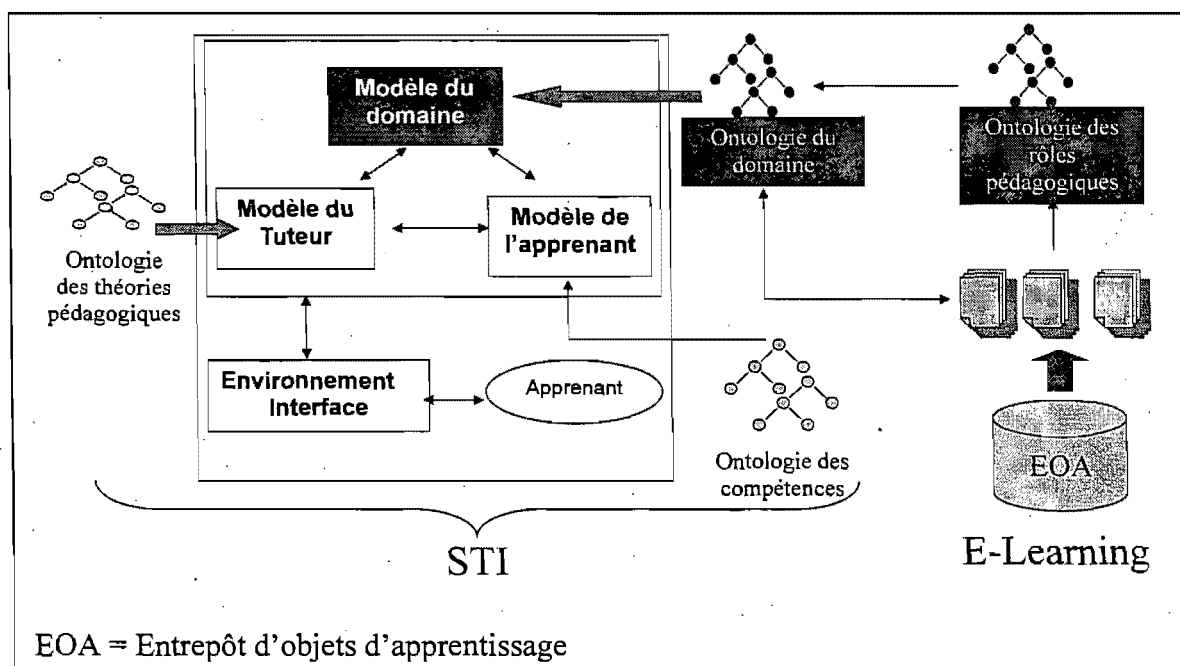 Modèle du
domaine
Ontologie du
domaine
Ontologie des
rôles
pédagogiques
Modèle du
Tuteur
Modèle de
l'apprenant
Ontologie
des théories
pédagogiques
Environnement
Interface
Apprenant
Ontologie des
compétences
EOA
STI
E-Learning
EOA = Entrepôt d'objets d'apprentissage